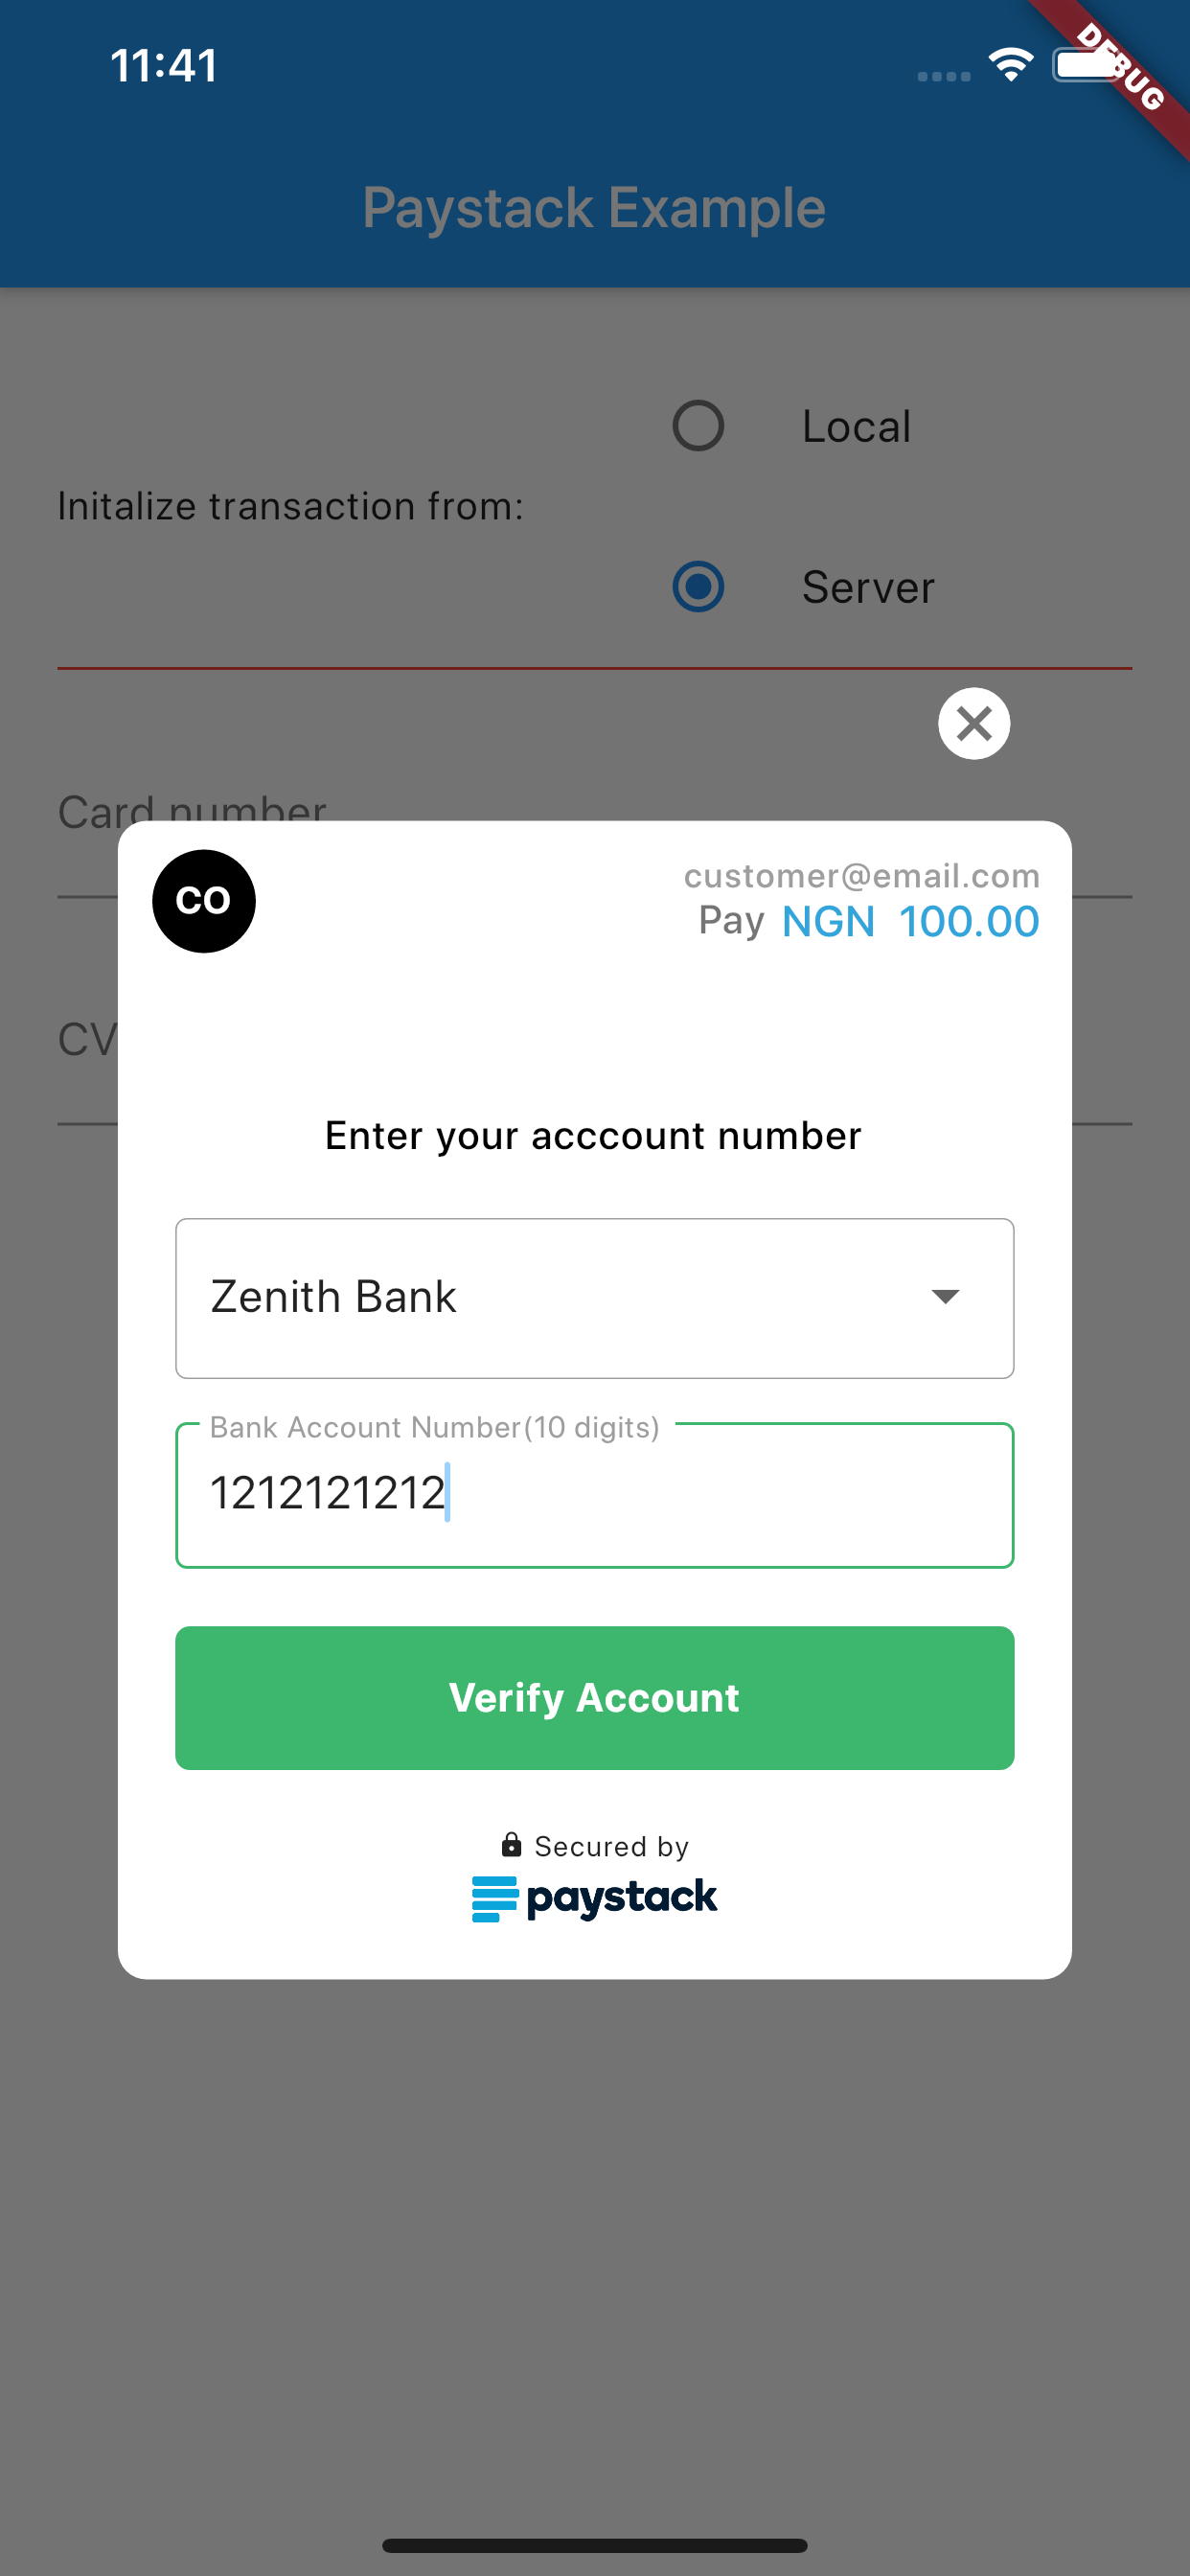 11:41
DEBUG
Paystack Example
Local
Initalize transaction from:
Server
Card number
CO
customer@email.com
Pay NGN 100.00
CV
Enter your acccount number
Zenith Bank
Bank Account Number(10 digits)
1212121212
Verify Account
Secured by
paystack